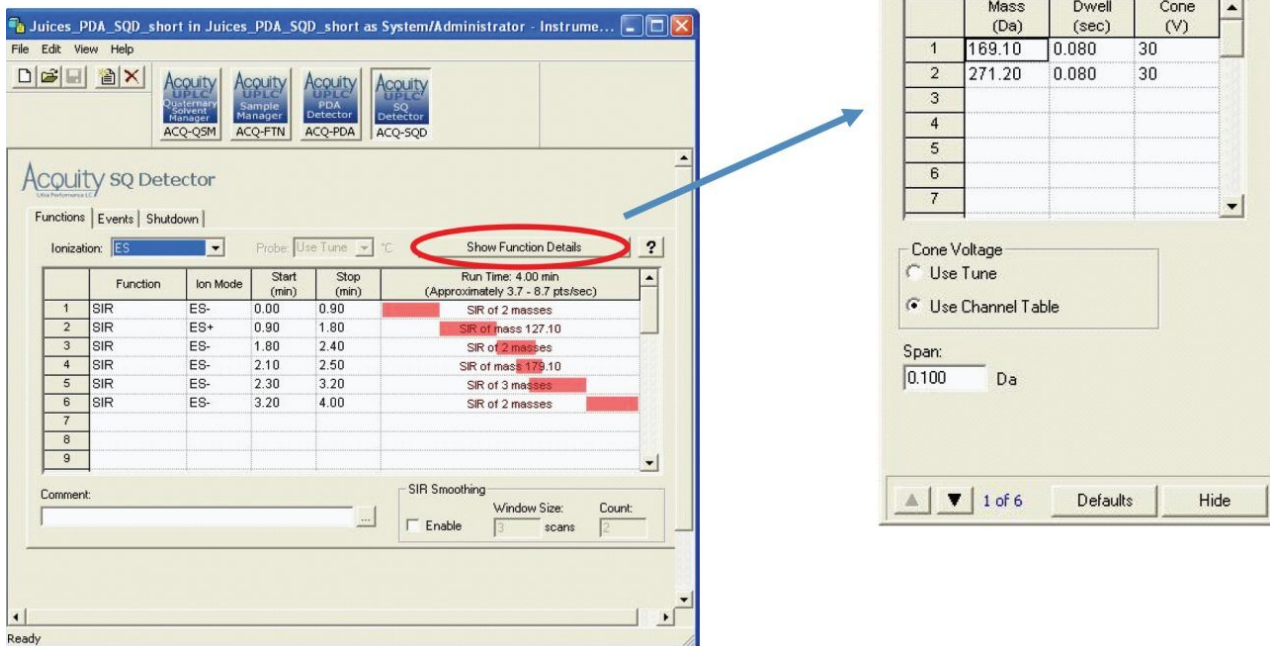 Juices_PDA_SQD_short in Juices_PDA_SQD_short as System/Administrator - Instrume...
File Edit View Help
Acquity UPLC Quaternary Solvent Manager
ACQ-QSM
Acquity UPLC Sample Manager
ACQ-FTN
Acquity UPLC PDA Detector
ACQ-PDA
Acquity UPLC SQ Detector
ACQ-SQD
Acquity SQ Detector
Ultra Performance LC
Functions Events Shutdown
Ionization: ES Probe: Use Tune °C Show Function Details ?
Function Ion Mode Start (min) Stop (min) Run Time: 4.00 min (Approximately 3.7 - 8.7 pts/sec)
1 SIR ES- 0.00 0.90 SIR of 2 masses
2 SIR ES+ 0.90 1.80 SIR of mass 127.10
3 SIR ES- 1.80 2.40 SIR of 2 masses
4 SIR ES- 2.10 2.50 SIR of mass 179.10
5 SIR ES- 2.30 3.20 SIR of 3 masses
6 SIR ES- 3.20 4.00 SIR of 2 masses
7
8
9
Comment:
...
SIR Smoothing
Window Size: Count:
Enable 3 scans 2
Ready
Mass (Da) Dwell (sec) Cone (V)
1 169.10 0.080 30
2 271.20 0.080 30
3
4
5
6
7
Cone Voltage
Use Tune
Use Channel Table
Span:
0.100 Da
1 of 6 Defaults Hide